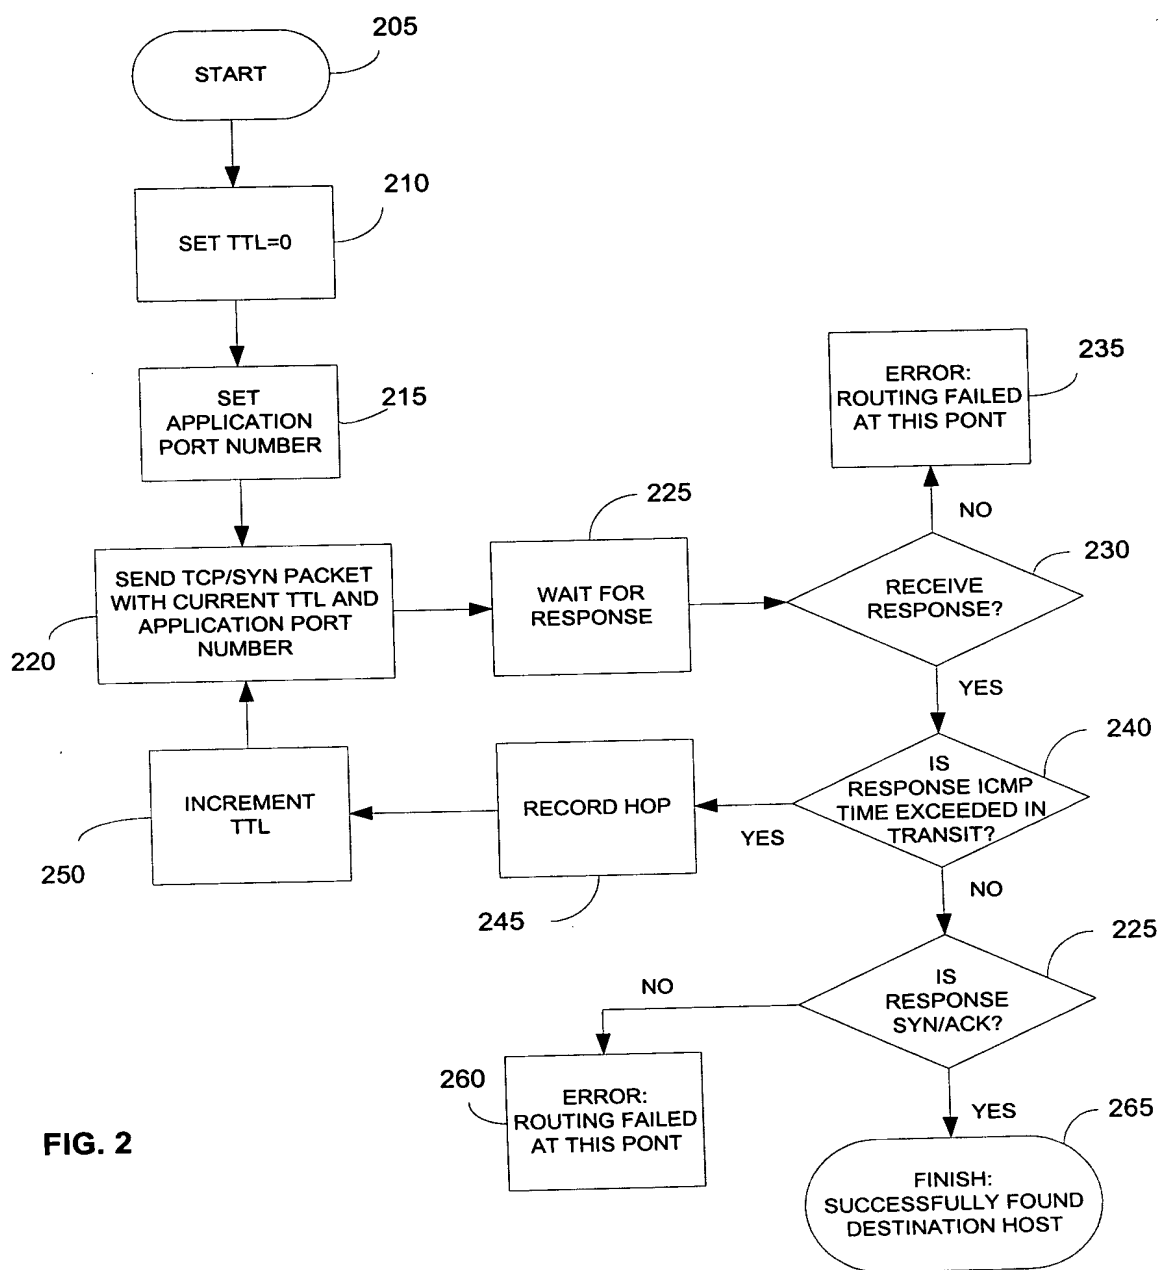 205
START
210
SET TTL=0
215
SET
APPLICATION
PORT NUMBER
235
ERROR:
ROUTING FAILED
AT THIS PONT
NO
220
SEND TCP/SYN PACKET
WITH CURRENT TTL AND
APPLICATION PORT
NUMBER
225
WAIT FOR
RESPONSE
230
RECEIVE
RESPONSE?
YES
240
IS
RESPONSE ICMP
TIME EXCEEDED IN
TRANSIT?
YES
245
RECORD HOP
250
INCREMENT
TTL
NO
225
IS
RESPONSE
SYN/ACK?
NO
260
ERROR:
ROUTING FAILED
AT THIS PONT
YES
265
FINISH:
SUCCESSFULLY FOUND
DESTINATION HOST
FIG. 2